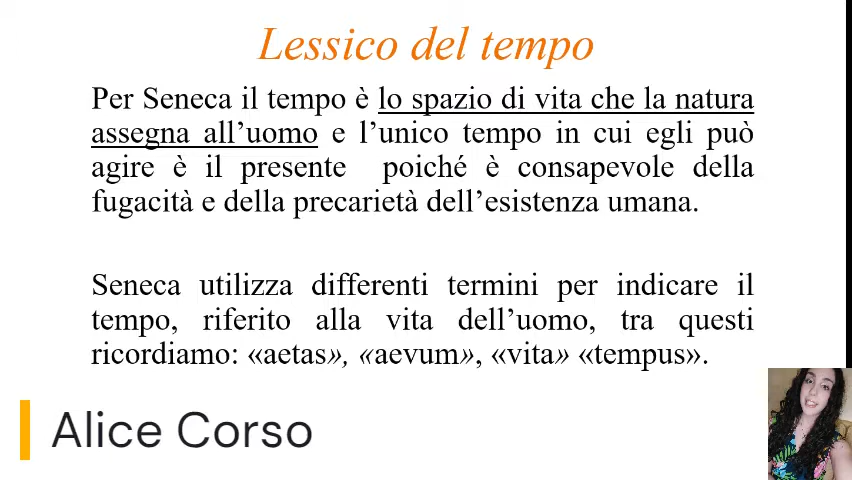 Lessico del tempo
Per Seneca il tempo è lo spazio di vita che la natura
assegna all’uomo e l’unico tempo in cui egli può
agire è il presente poiché è consapevole della
fugacità e della precarietà dell’esistenza umana.
Seneca utilizza differenti termini per indicare il
tempo, riferito alla vita dell’uomo, tra questi
ricordiamo: «aetas», «aevum», «vita» «tempus».
Alice Corso